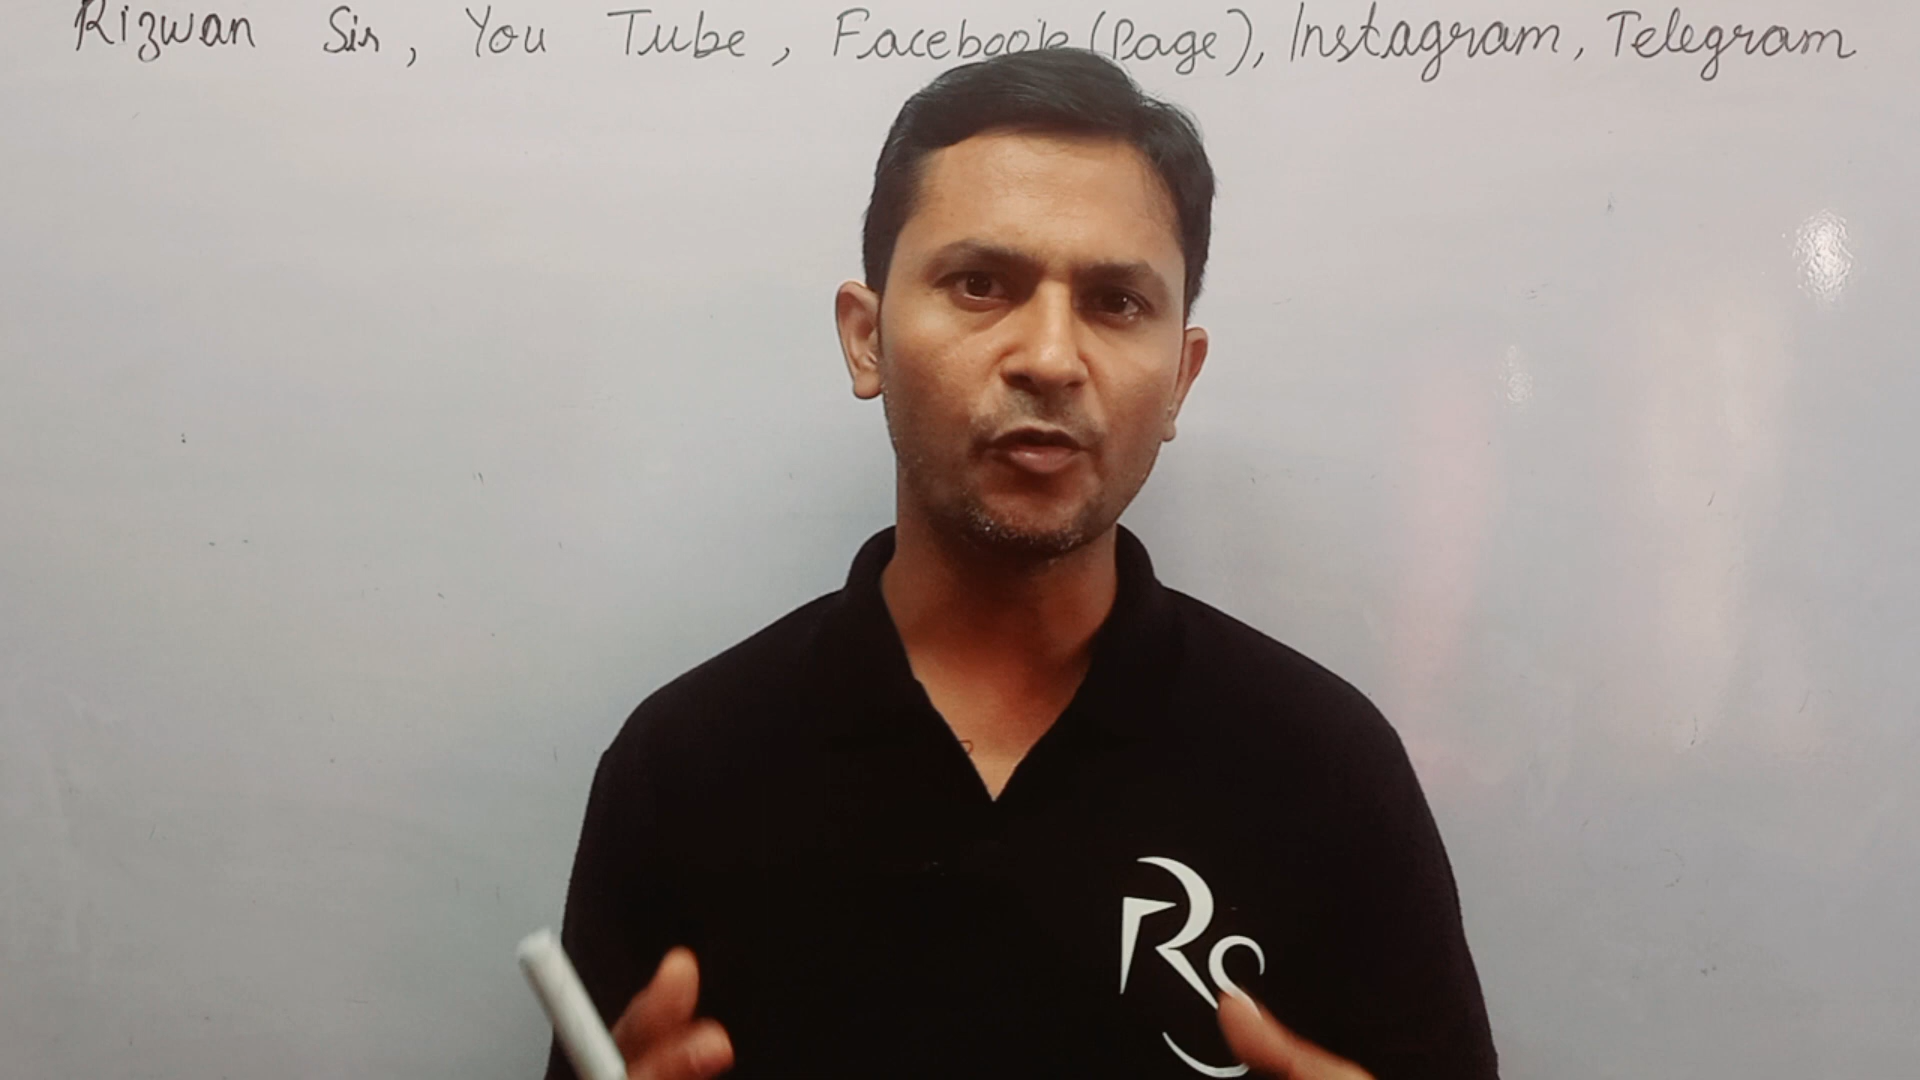 Rizwan Sir, You Tube, Facebook (Page), Instagram, Telegram
RS